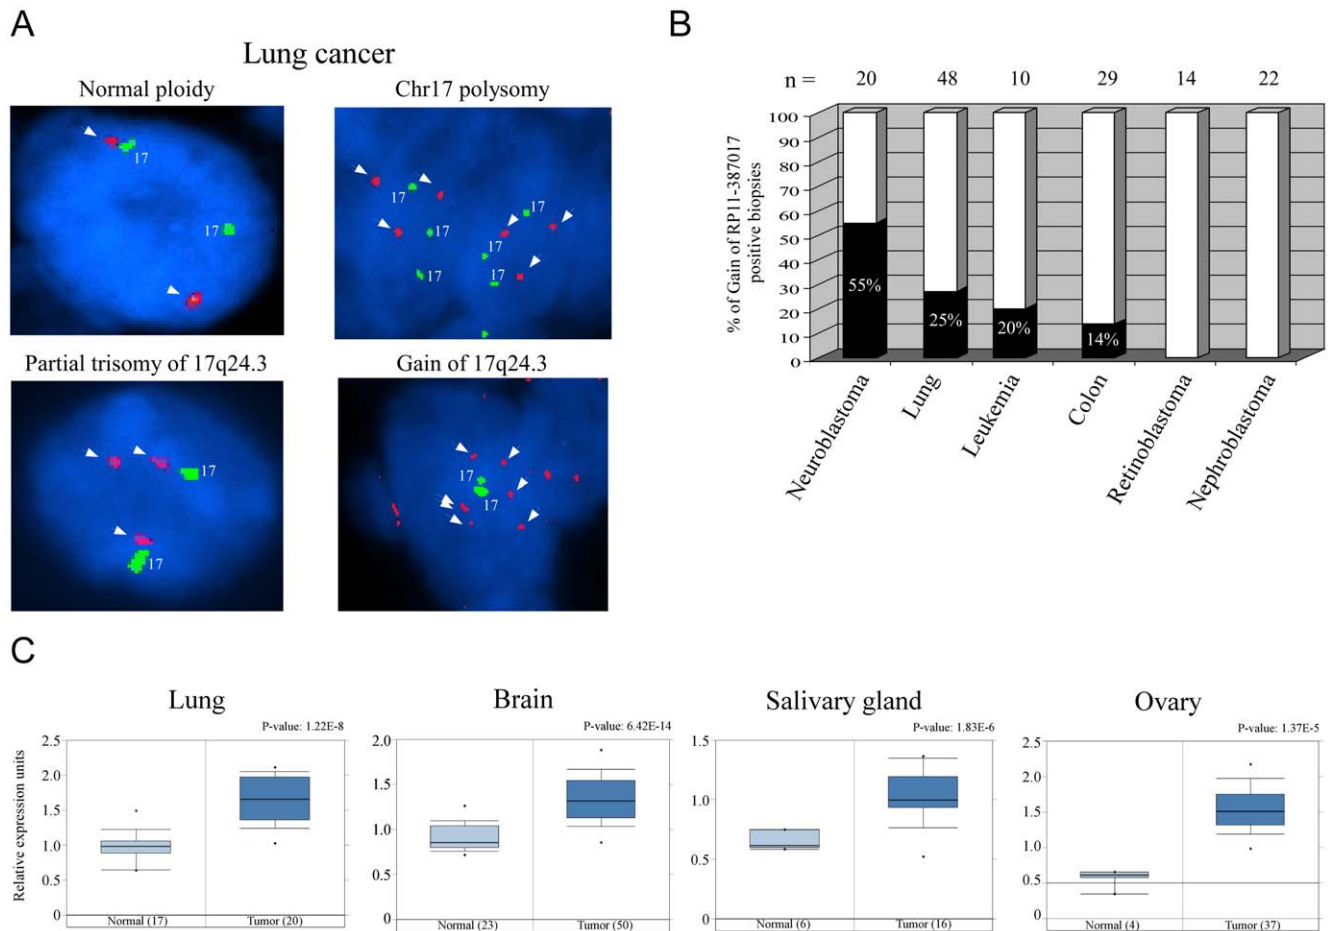 A
Lung cancer
Normal ploidy
Chr17 polysomy
17
17
17
17
17
17
17
17
Partial trisomy of 17q24.3
Gain of 17q24.3
17
17
17
17
B
n = 20 48 10 29 14 22
% of Gain of RP11-387017
positive biopsies
100
90
80
70
60
50
40
30
20
10
0
55%
25%
20%
14%
Neuroblastoma
Lung
Leukemia
Colon
Retinoblastoma
Nephroblastoma
C
Relative expression units
Lung
P-value: 1.22E-8
2.5
2.0
1.5
1.0
0.5
0
Normal (17) Tumor (20)
Brain
P-value: 6.42E-14
2.0
1.5
1.0
0.5
0
Normal (23) Tumor (50)
Salivary gland
P-value: 1.83E-6
1.5
1.0
0.5
0
Normal (6) Tumor (16)
Ovary
P-value: 1.37E-5
2.5
2.0
1.5
1.0
0.5
0
Normal (4) Tumor (37)